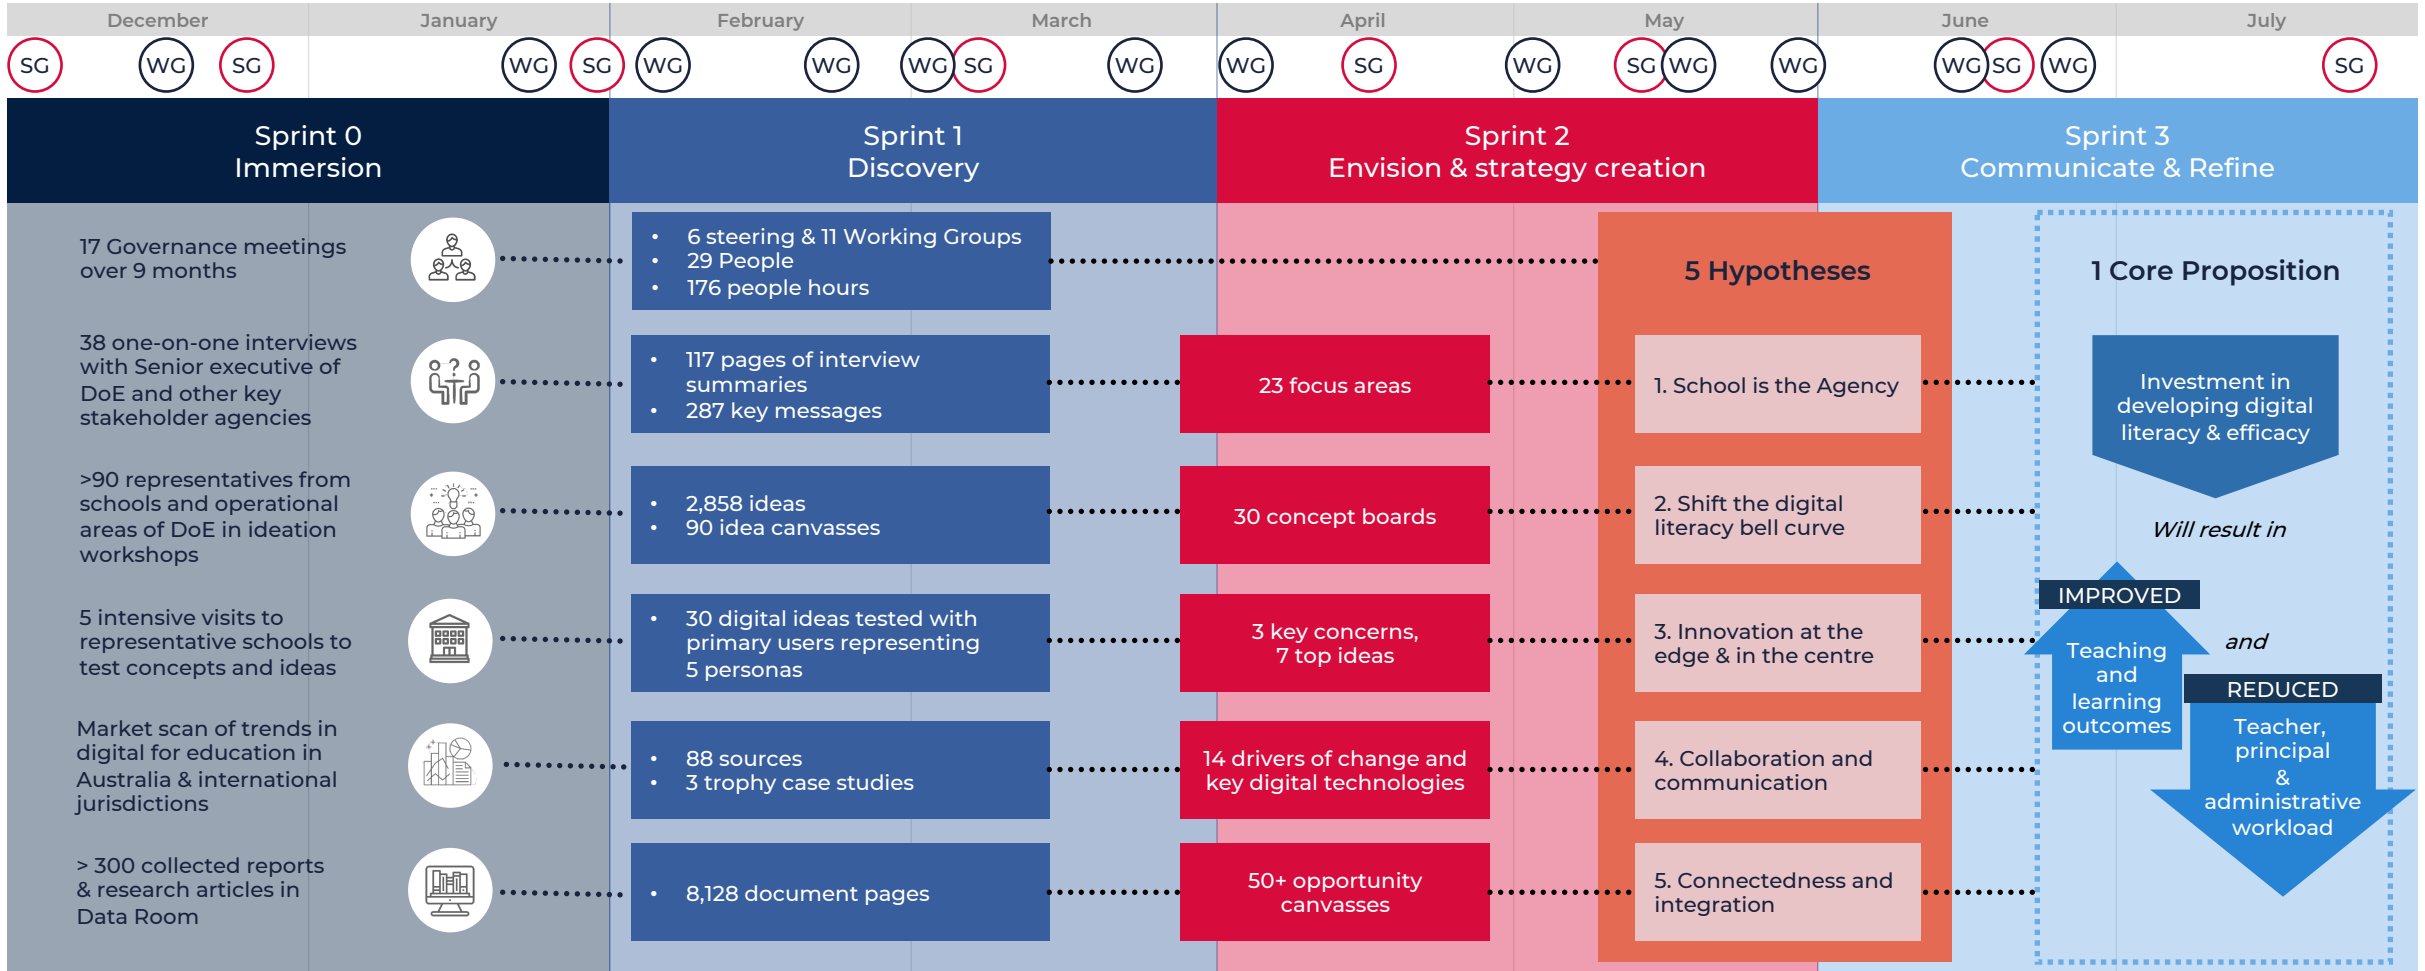 December
January
February
March
April
May
June
July
SG
WG
SG
WG
SG
WG
WG
WG
SG
WG
WG
SG
WG
SG
WG
WG
WG
SG
WG
SG
Sprint 0
Immersion
Sprint 1
Discovery
Sprint 2
Envision & strategy creation
Sprint 3
Communicate & Refine
17 Governance meetings
over 9 months
• 6 steering & 11 Working Groups
• 29 People
• 176 people hours
5 Hypotheses
1 Core Proposition
38 one-on-one interviews
with Senior executive of
DoE and other key
stakeholder agencies
• 117 pages of interview
summaries
• 287 key messages
23 focus areas
1. School is the Agency
Investment in
developing digital
literacy & efficacy
>90 representatives from
schools and operational
areas of DoE in ideation
workshops
• 2,858 ideas
• 90 idea canvasses
30 concept boards
2. Shift the digital
literacy bell curve
Will result in
5 intensive visits to
representative schools to
test concepts and ideas
• 30 digital ideas tested with
primary users representing
5 personas
3 key concerns,
7 top ideas
3. Innovation at the
edge & in the centre
IMPROVED
Teaching
and
learning
outcomes
and
REDUCED
Teacher,
principal
&
administrative
workload
Market scan of trends in
digital for education in
Australia & international
jurisdictions
• 88 sources
• 3 trophy case studies
14 drivers of change and
key digital technologies
4. Collaboration and
communication
> 300 collected reports
& research articles in
Data Room
• 8,128 document pages
50+ opportunity
canvasses
5. Connectedness and
integration